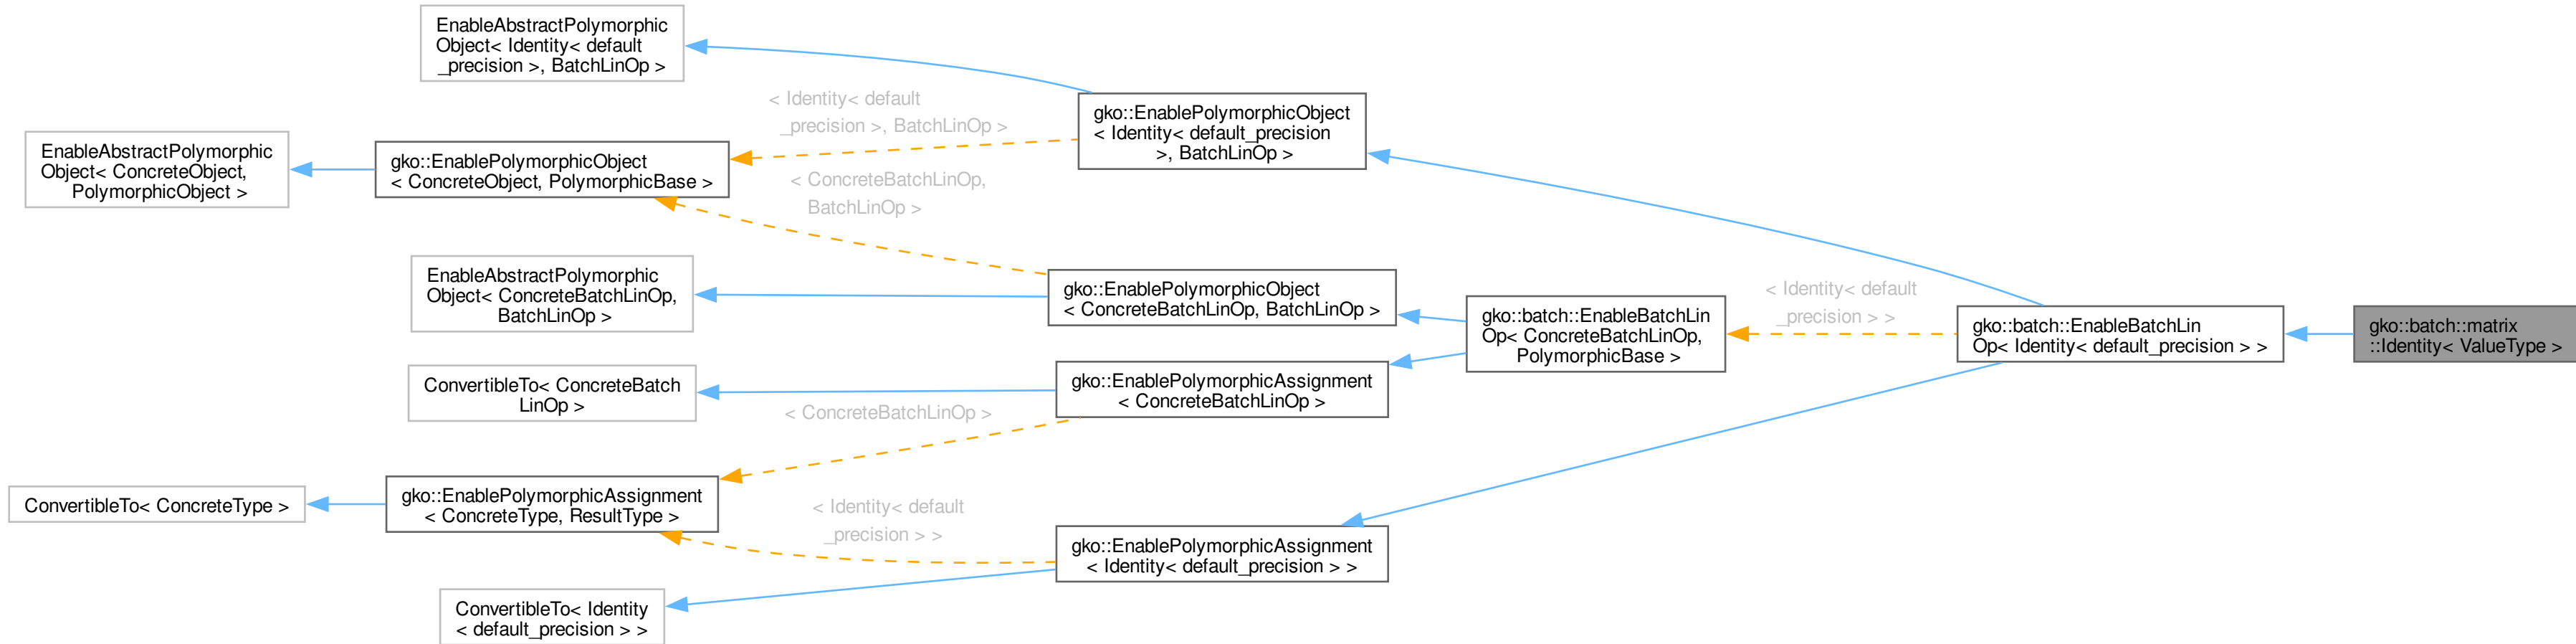 EnableAbstractPolymorphic
Object< Identity< default
_precision >, BatchLinOp >
< Identity< default
_precision >, BatchLinOp >
gko::EnablePolymorphicObject
< Identity< default_precision
>, BatchLinOp >
EnableAbstractPolymorphic
Object< ConcreteObject,
PolymorphicObject >
gko::EnablePolymorphicObject
< ConcreteObject, PolymorphicBase >
< ConcreteBatchLinOp,
BatchLinOp >
EnableAbstractPolymorphic
Object< ConcreteBatchLinOp,
BatchLinOp >
gko::EnablePolymorphicObject
< ConcreteBatchLinOp, BatchLinOp >
gko::batch::EnableBatchLin
Op< ConcreteBatchLinOp,
PolymorphicBase >
< Identity< default
_precision > >
gko::batch::EnableBatchLin
Op< Identity< default_precision > >
gko::batch::matrix
::Identity< ValueType >
ConvertibleTo< ConcreteBatch
LinOp >
gko::EnablePolymorphicAssignment
< ConcreteBatchLinOp >
< ConcreteBatchLinOp >
ConvertibleTo< ConcreteType >
gko::EnablePolymorphicAssignment
< ConcreteType, ResultType >
< Identity< default
_precision > >
gko::EnablePolymorphicAssignment
< Identity< default_precision > >
ConvertibleTo< Identity
< default_precision > >